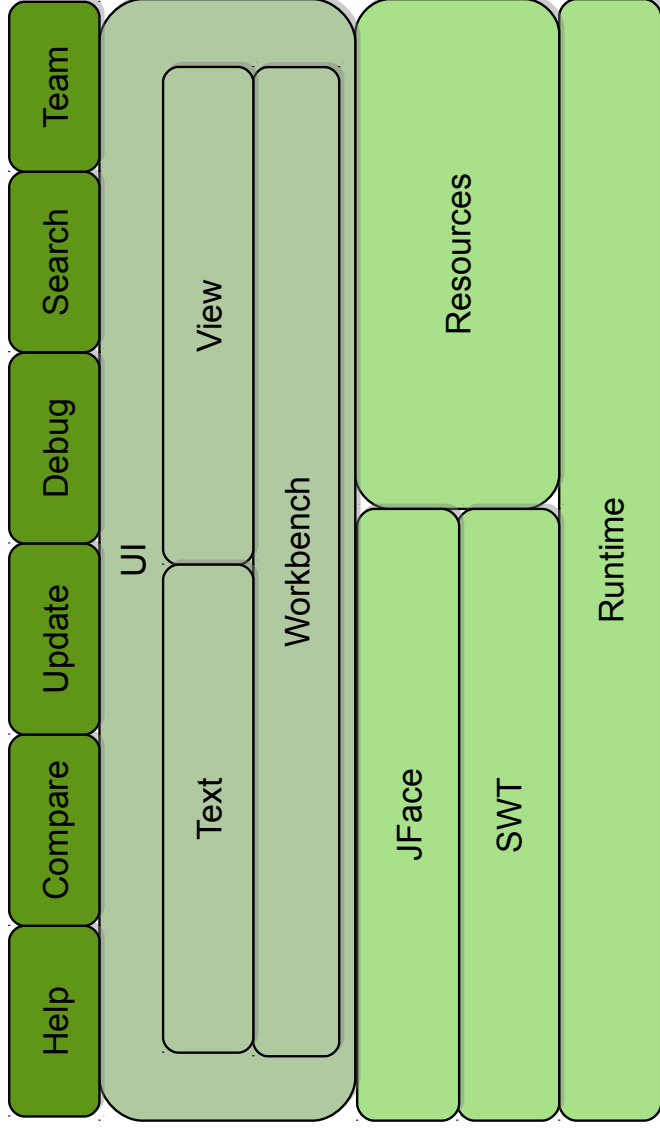 Help
Compare
Update
Debug
Search
Team
UI
Text
View
Workbench
JFace
Resources
SWT
Runtime